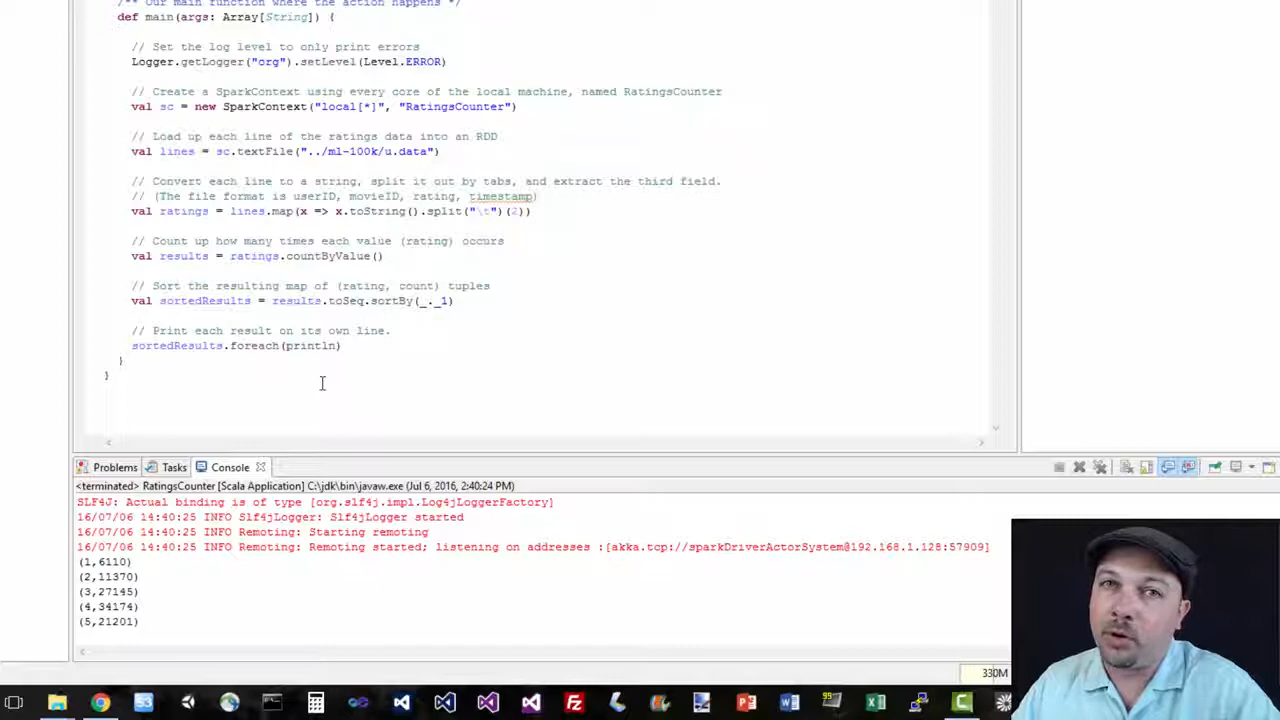 /** Our main function where the action happens */
def main(args: Array[String]) {
// Set the log level to only print errors
Logger.getLogger("org").setLevel(Level.ERROR)
// Create a SparkContext using every core of the local machine, named RatingsCounter
val sc = new SparkContext("local[*]", "RatingsCounter")
// Load up each line of the ratings data into an RDD
val lines = sc.textFile("../ml-100k/u.data")
// Convert each line to a string, split it out by tabs, and extract the third field.
// (The file format is userID, movieID, rating, timestamp)
val ratings = lines.map(x => x.toString().split("\t")(2))
// Count up how many times each value (rating) occurs
val results = ratings.countByValue()
// Sort the resulting map of (rating, count) tuples
val sortedResults = results.toSeq.sortBy(_._1)
// Print each result on its own line.
sortedResults.foreach(println)
}
}
Problems Tasks Console
<terminated> RatingsCounter [Scala Application] C:\jdk\bin\javaw.exe (Jul 6, 2016, 2:40:24 PM)
SLF4J: Actual binding is of type [org.slf4j.impl.Log4jLoggerFactory]
16/07/06 14:40:25 INFO Slf4jLogger: Slf4jLogger started
16/07/06 14:40:25 INFO Remoting: Starting remoting
16/07/06 14:40:25 INFO Remoting: Remoting started; listening on addresses :[akka.tcp://sparkDriverActorSystem@192.168.1.128:57909]
(1,6110)
(2,11370)
(3,27145)
(4,34174)
(5,21201)
330M